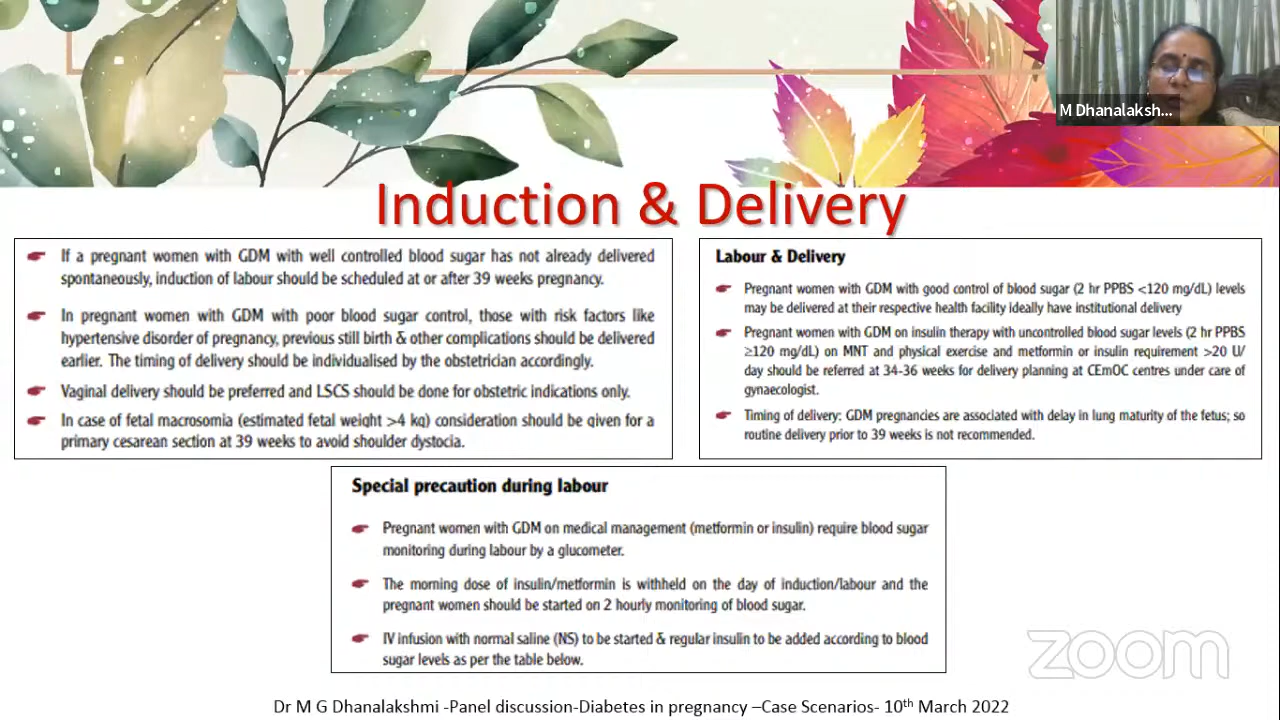 M Dhanalaksh...
Induction & Delivery
If a pregnant women with GDM with well controlled blood sugar has not already delivered
spontaneously, induction of labour should be scheduled at or after 39 weeks pregnancy.
In pregnant women with GDM with poor blood sugar control, those with risk factors like
hypertensive disorder of pregnancy, previous still birth & other complications should be delivered
earlier. The timing of delivery should be individualised by the obstetrician accordingly.
Vaginal delivery should be preferred and LSCS should be done for obstetric indications only.
In case of fetal macrosomia (estimated fetal weight >4 kg) consideration should be given for a
primary cesarean section at 39 weeks to avoid shoulder dystocia.
Labour & Delivery
Pregnant women with GDM with good control of blood sugar (2 hr PPBS <120 mg/dL) levels
may be delivered at their respective health facility ideally have institutional delivery
Pregnant women with GDM on insulin therapy with uncontrolled blood sugar levels (2 hr PPBS
≥120 mg/dL) on MNT and physical exercise and metformin or insulin requirement >20 U/
day should be referred at 34-36 weeks for delivery planning at CEmOC centres under care of
gynaecologist.
Timing of delivery: GDM pregnancies are associated with delay in lung maturity of the fetus; so
routine delivery prior to 39 weeks is not recommended.
Special precaution during labour
Pregnant women with GDM on medical management (metformin or insulin) require blood sugar
monitoring during labour by a glucometer.
The morning dose of insulin/metformin is withheld on the day of induction/labour and the
pregnant women should be started on 2 hourly monitoring of blood sugar.
IV infusion with normal saline (NS) to be started & regular insulin to be added according to blood
sugar levels as per the table below.
zoom
Dr M G Dhanalakshmi -Panel discussion-Diabetes in pregnancy –Case Scenarios- 10th March 2022